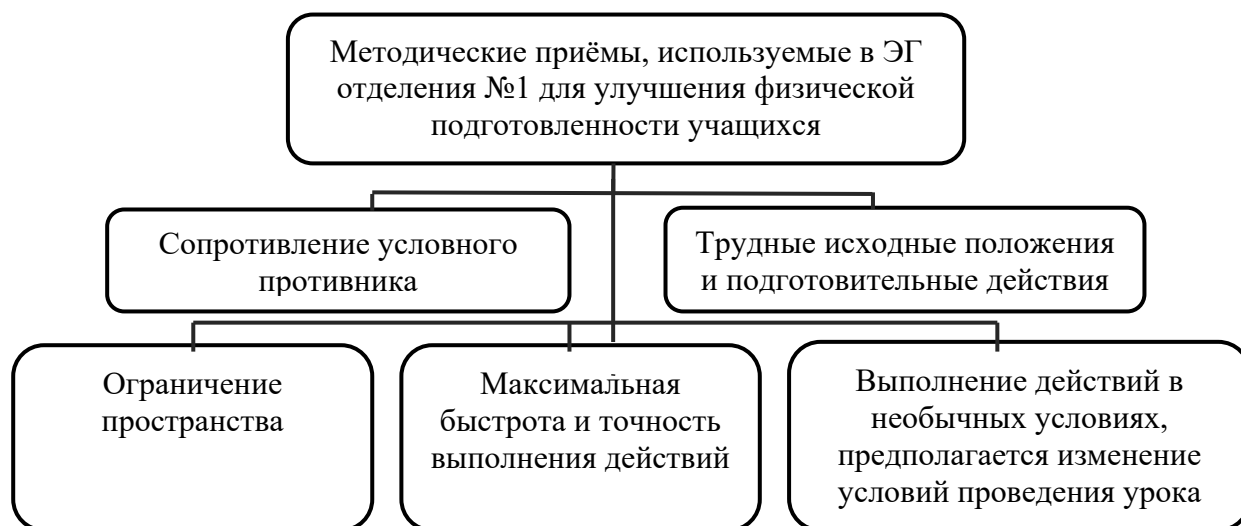 Методические приёмы, используемые в ЭГ
отделения №1 для улучшения физической
подготовленности учащихся
Сопротивление условного
противника
Трудные исходные положения
и подготовительные действия
Ограничение
пространства
Максимальная
быстрота и точность
выполнения действий
Выполнение действий в
необычных условиях,
предполагается изменение
условий проведения урока